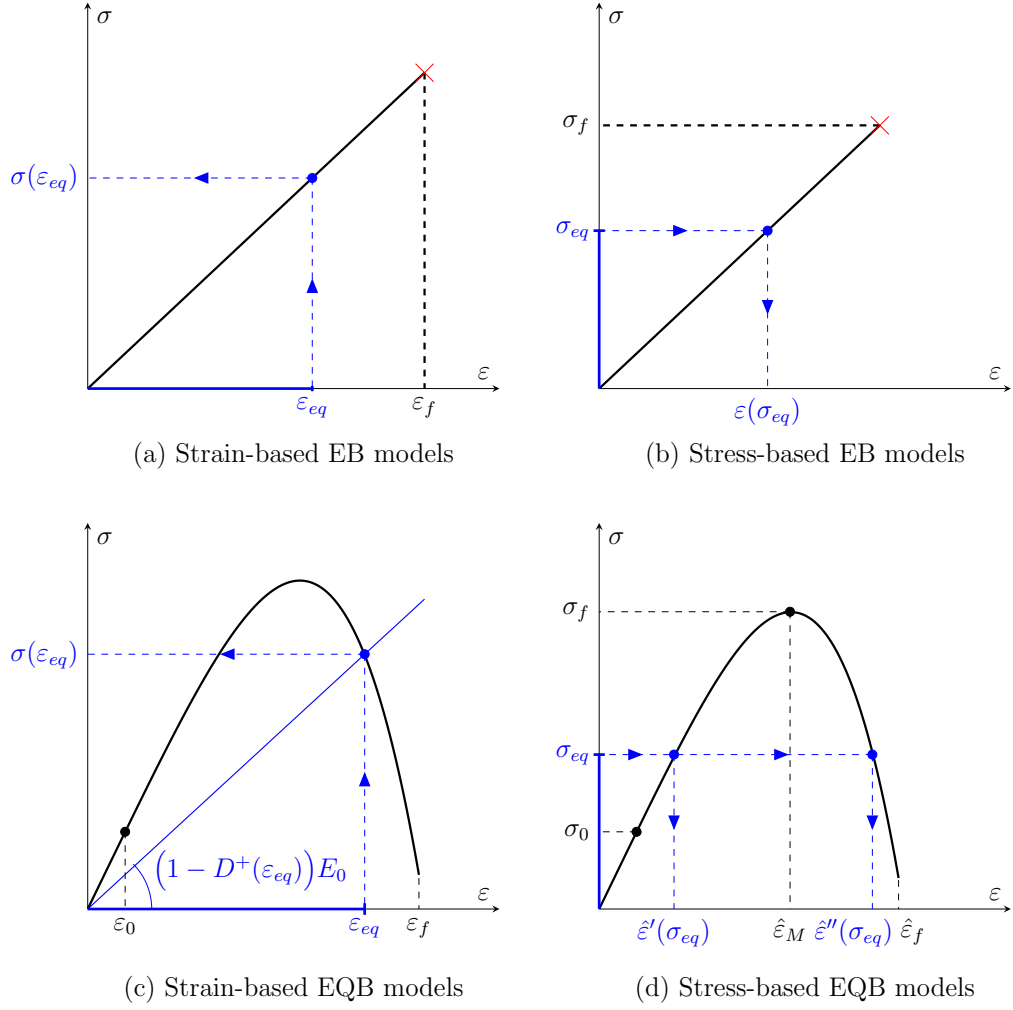 σ
σ(ε_eq)
ε
ε_eq
ε_f
(a) Strain-based EB models
σ
σ_f
σ_eq
ε
ε(σ_eq)
(b) Stress-based EB models
σ
σ(ε_eq)
(1 − D⁺(ε_eq))E_0
ε
ε_0
ε_eq
ε_f
(c) Strain-based EQB models
σ
σ_f
σ_eq
σ_0
ε
ε̂′(σ_eq)
ε̂_M
ε̂″(σ_eq)
ε̂_f
(d) Stress-based EQB models